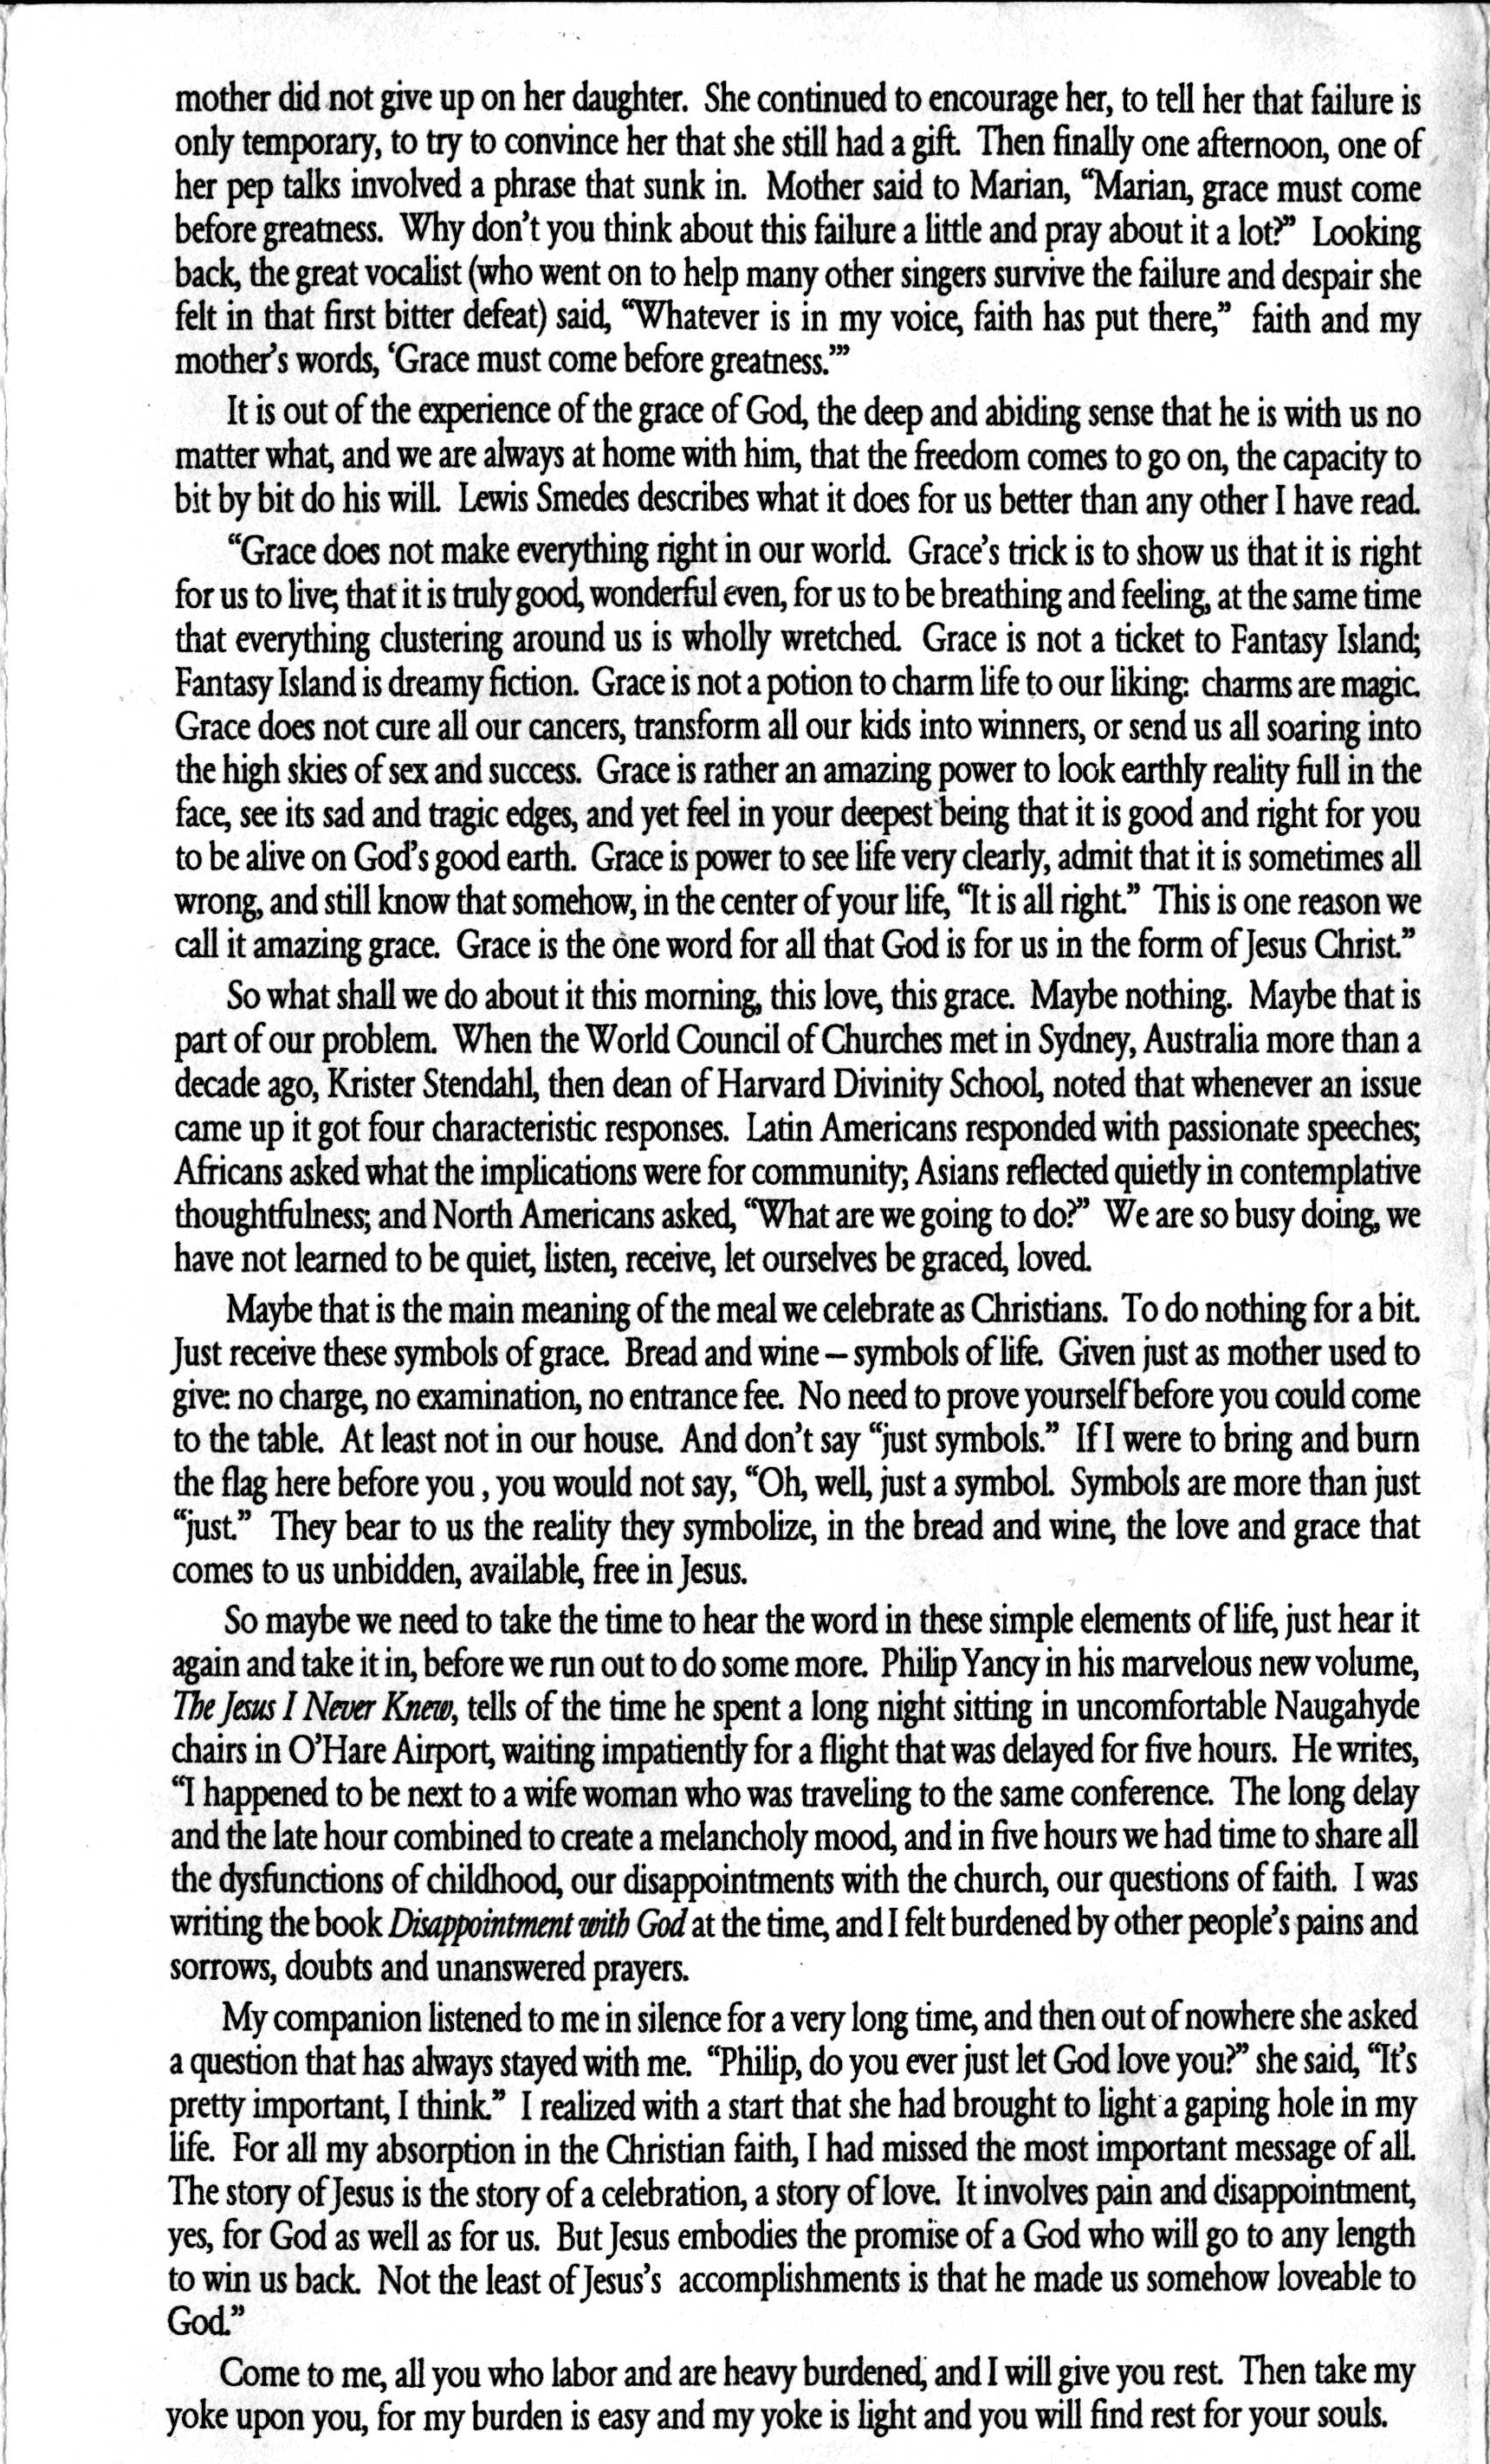 mother did not give up on her daughter. She continued to encourage her, to tell her that failure is
only temporary, to try to convince her that she still had a gift. Then finally one afternoon, one of
her pep talks involved a phrase that sunk in. Mother said to Marian, “Marian, grace must come
before greatness. Why don’t you think about this failure a little and pray about it a lot?” Looking
back, the great vocalist (who went on to help many other singers survive the failure and despair she
felt in that first bitter defeat) said, “Whatever is in my voice, faith has put there,” faith and my
mother’s words, ‘Grace must come before greatness.’”
It is out of the experience of the grace of God, the deep and abiding sense that he is with us no
matter what, and we are always at home with him, that the freedom comes to go on, the capacity to
bit by bit do his will. Lewis Smedes describes what it does for us better than any other I have read.
“Grace does not make everything right in our world. Grace’s trick is to show us that it is right
for us to live; that it is truly good, wonderful even, for us to be breathing and feeling, at the same time
that everything clustering around us is wholly wretched. Grace is not a ticket to Fantasy Island;
Fantasy Island is dreamy fiction. Grace is not a potion to charm life to our liking: charms are magic.
Grace does not cure all our cancers, transform all our kids into winners, or send us all soaring into
the high skies of sex and success. Grace is rather an amazing power to look earthly reality full in the
face, see its sad and tragic edges, and yet feel in your deepest being that it is good and right for you
to be alive on God’s good earth. Grace is power to see life very clearly, admit that it is sometimes all
wrong, and still know that somehow, in the center of your life, “It is all right.” This is one reason we
call it amazing grace. Grace is the one word for all that God is for us in the form of Jesus Christ.”
So what shall we do about it this morning, this love, this grace. Maybe nothing. Maybe that is
part of our problem. When the World Council of Churches met in Sydney, Australia more than a
decade ago, Krister Stendahl, then dean of Harvard Divinity School, noted that whenever an issue
came up it got four characteristic responses. Latin Americans responded with passionate speeches;
Africans asked what the implications were for community; Asians reflected quietly in contemplative
thoughtfulness; and North Americans asked, “What are we going to do?” We are so busy doing, we
have not learned to be quiet, listen, receive, let ourselves be graced, loved.
Maybe that is the main meaning of the meal we celebrate as Christians. To do nothing for a bit.
Just receive these symbols of grace. Bread and wine – symbols of life. Given just as mother used to
give: no charge, no examination, no entrance fee. No need to prove yourself before you could come
to the table. At least not in our house. And don’t say “just symbols.” If I were to bring and burn
the flag here before you , you would not say, “Oh, well, just a symbol. Symbols are more than just
“just.” They bear to us the reality they symbolize, in the bread and wine, the love and grace that
comes to us unbidden, available, free in Jesus.
So maybe we need to take the time to hear the word in these simple elements of life, just hear it
again and take it in, before we run out to do some more. Philip Yancy in his marvelous new volume,
The Jesus I Never Knew, tells of the time he spent a long night sitting in uncomfortable Naugahyde
chairs in O’Hare Airport, waiting impatiently for a flight that was delayed for five hours. He writes,
“I happened to be next to a wife woman who was traveling to the same conference. The long delay
and the late hour combined to create a melancholy mood, and in five hours we had time to share all
the dysfunctions of childhood, our disappointments with the church, our questions of faith. I was
writing the book Disappointment with God at the time, and I felt burdened by other people’s pains and
sorrows, doubts and unanswered prayers.
My companion listened to me in silence for a very long time, and then out of nowhere she asked
a question that has always stayed with me. “Philip, do you ever just let God love you?” she said, “It’s
pretty important, I think.” I realized with a start that she had brought to light a gaping hole in my
life. For all my absorption in the Christian faith, I had missed the most important message of all.
The story of Jesus is the story of a celebration, a story of love. It involves pain and disappointment,
yes, for God as well as for us. But Jesus embodies the promise of a God who will go to any length
to win us back. Not the least of Jesus’s accomplishments is that he made us somehow loveable to
God.”
Come to me, all you who labor and are heavy burdened, and I will give you rest. Then take my
yoke upon you, for my burden is easy and my yoke is light and you will find rest for your souls.